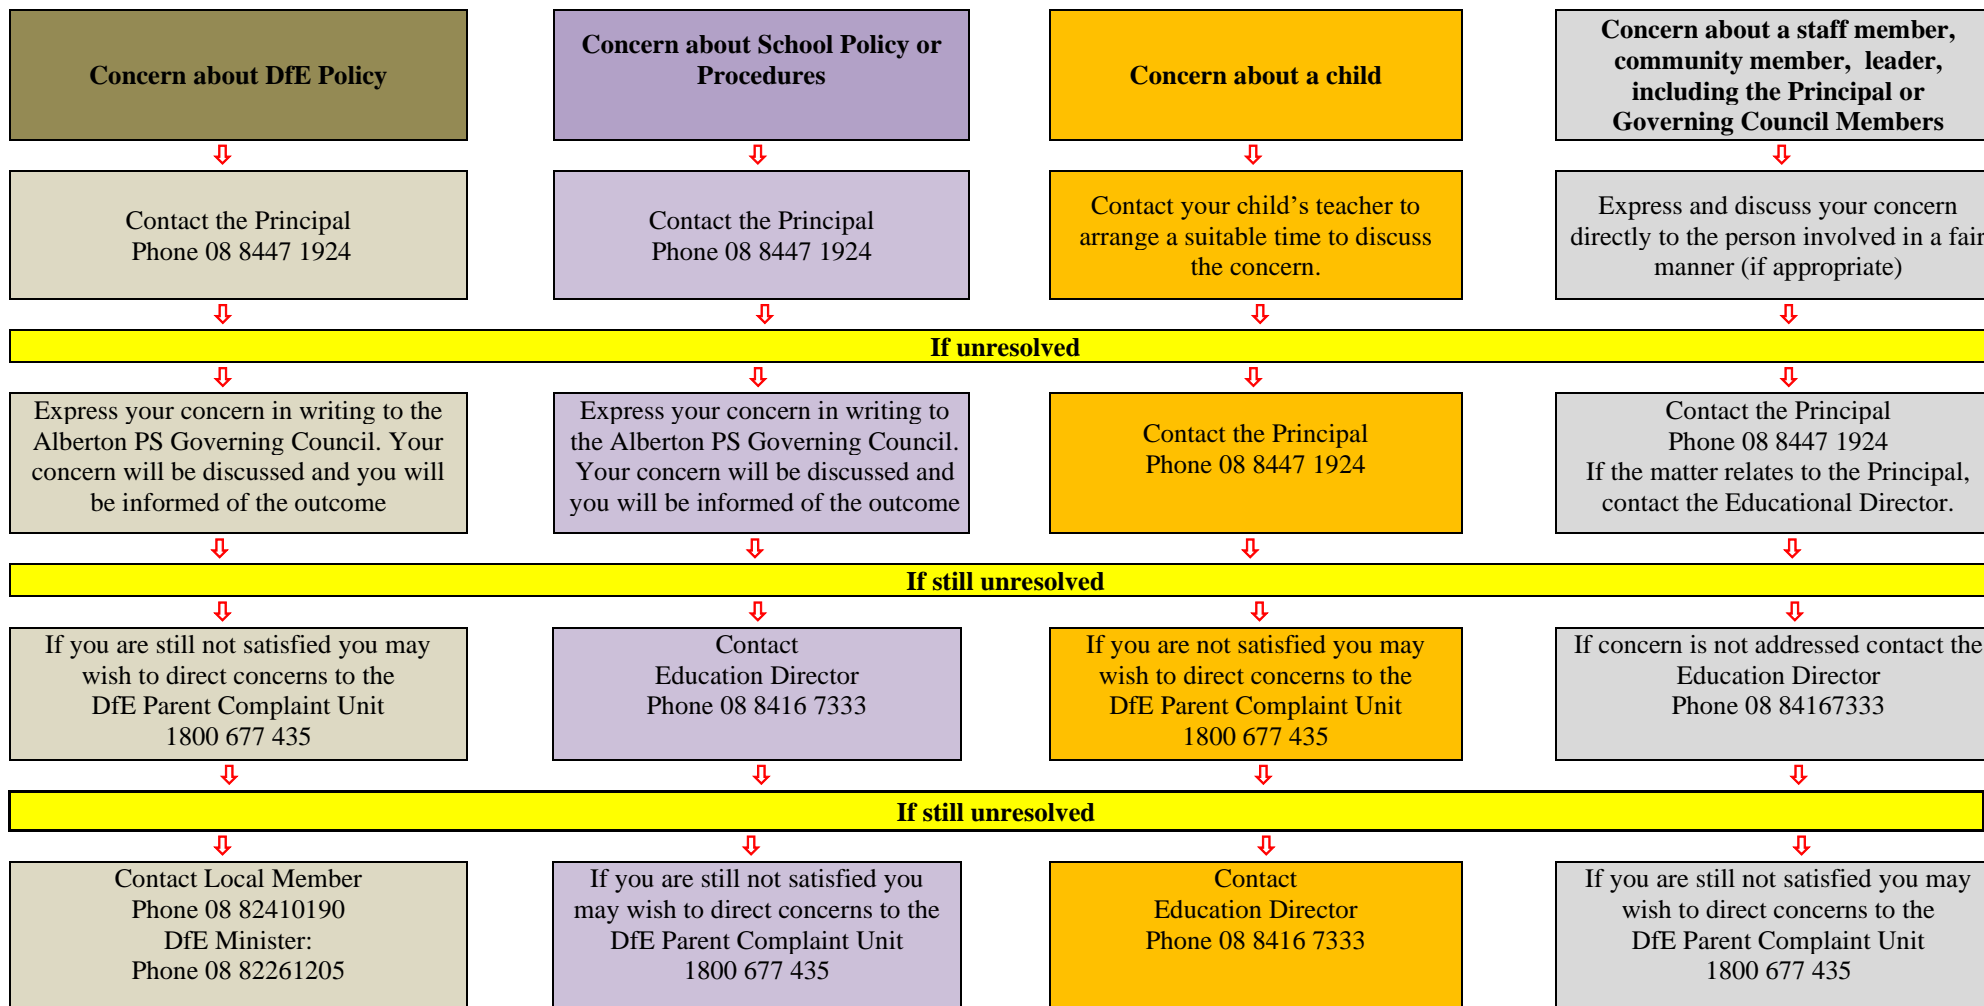 Concern about DfE Policy
Concern about School Policy or
Procedures
Concern about a child
Concern about a staff member,
community member,  leader,
including the Principal or
Governing Council Members
Contact the Principal
Phone 08 8447 1924
Contact the Principal
Phone 08 8447 1924
Contact your child’s teacher to
arrange a suitable time to discuss
the concern.
Express and discuss your concern
directly to the person involved in a fair
manner (if appropriate)
If unresolved
Express your concern in writing to the
Alberton PS Governing Council. Your
concern will be discussed and you will
be informed of the outcome
Express your concern in writing to
the Alberton PS Governing Council.
Your concern will be discussed and
you will be informed of the outcome
Contact the Principal
Phone 08 8447 1924
Contact the Principal
Phone 08 8447 1924
If the matter relates to the Principal,
contact the Educational Director.
If still unresolved
If you are still not satisfied you may
wish to direct concerns to the
DfE Parent Complaint Unit
1800 677 435
Contact
Education Director
Phone 08 8416 7333
If you are not satisfied you may
wish to direct concerns to the
DfE Parent Complaint Unit
1800 677 435
If concern is not addressed contact the
Education Director
Phone 08 84167333
If still unresolved
Contact Local Member
Phone 08 82410190
DfE Minister:
Phone 08 82261205
If you are still not satisfied you
may wish to direct concerns to the
DfE Parent Complaint Unit
1800 677 435
Contact
Education Director
Phone 08 8416 7333
If you are still not satisfied you may
wish to direct concerns to the
DfE Parent Complaint Unit
1800 677 435